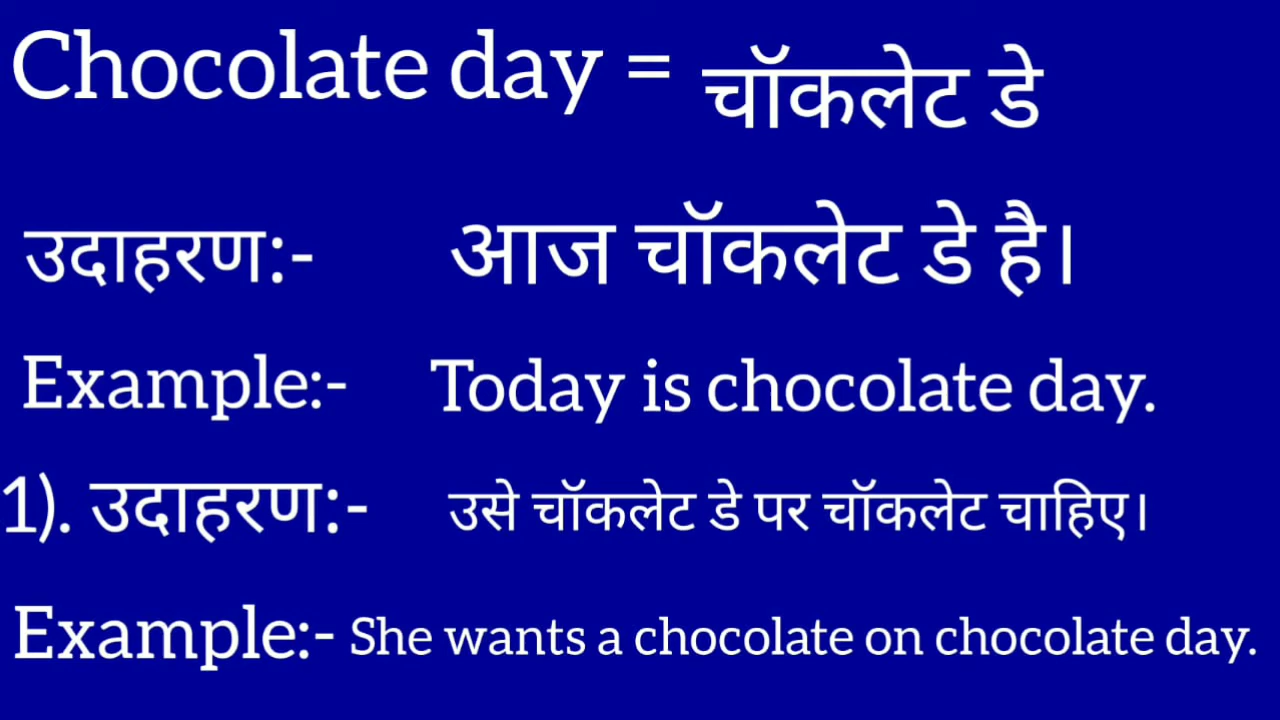 Chocolate day = चॉकलेट डे
उदाहरण:- आज चॉकलेट डे है।
Example:- Today is chocolate day.
1). उदाहरण:- उसे चॉकलेट डे पर चॉकलेट चाहिए।
Example:- She wants a chocolate on chocolate day.